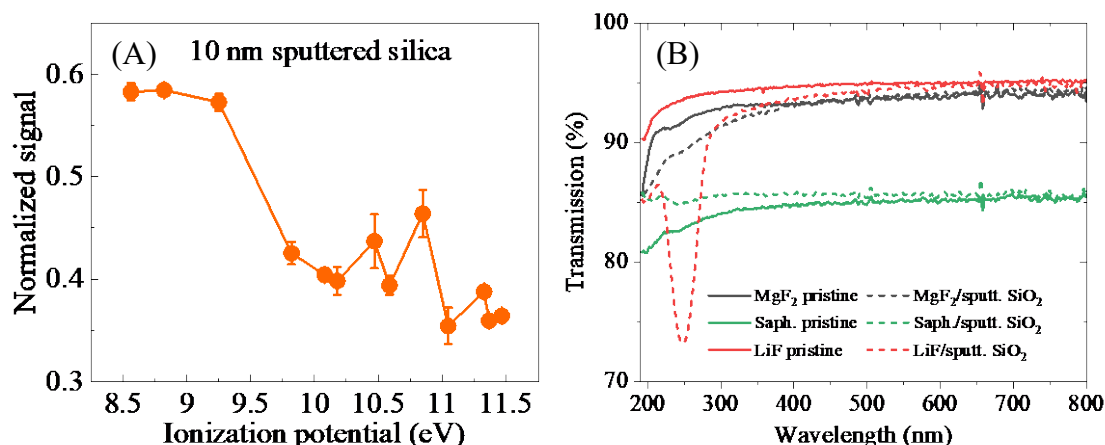 (A) 10 nm sputtered silica
Normalized signal
0.6
0.5
0.4
0.3
8.5 9 9.5 10 10.5 11 11.5
Ionization potential (eV)
(B)
Transmission (%)
100
90
80
70
MgF₂ pristine MgF₂/sputt. SiO₂
Saph. pristine Saph./sputt. SiO₂
LiF pristine LiF/sputt. SiO₂
200 300 400 500 600 700 800
Wavelength (nm)